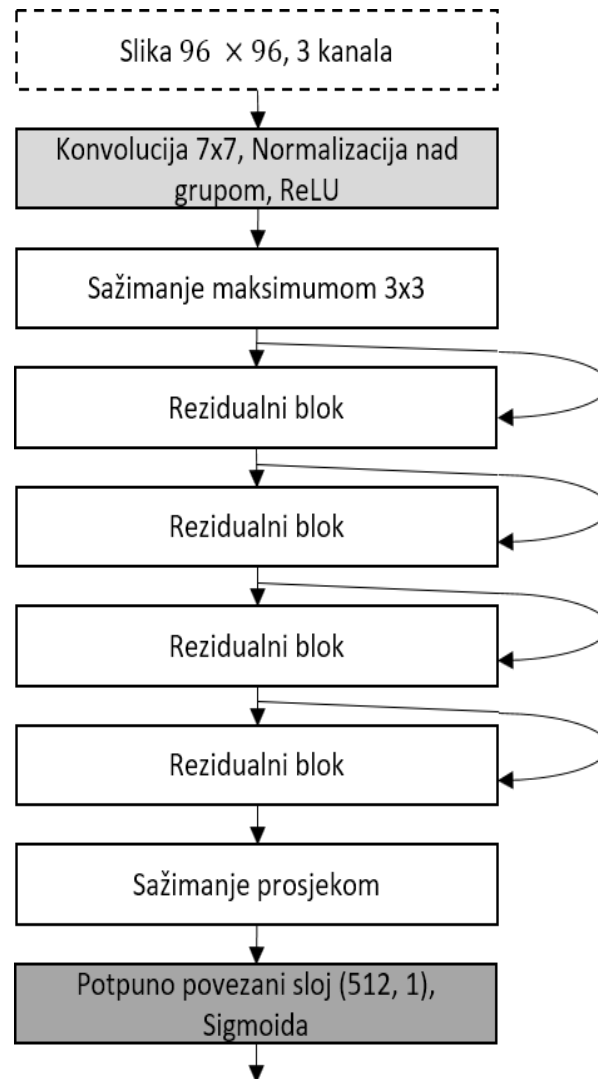 Slika 96 × 96, 3 kanala
Konvolucija 7x7, Normalizacija nad
grupom, ReLU
Sažimanje maksimumom 3x3
Rezidualni blok
Rezidualni blok
Rezidualni blok
Rezidualni blok
Sažimanje prosjekom
Potpuno povezani sloj (512, 1),
Sigmoida